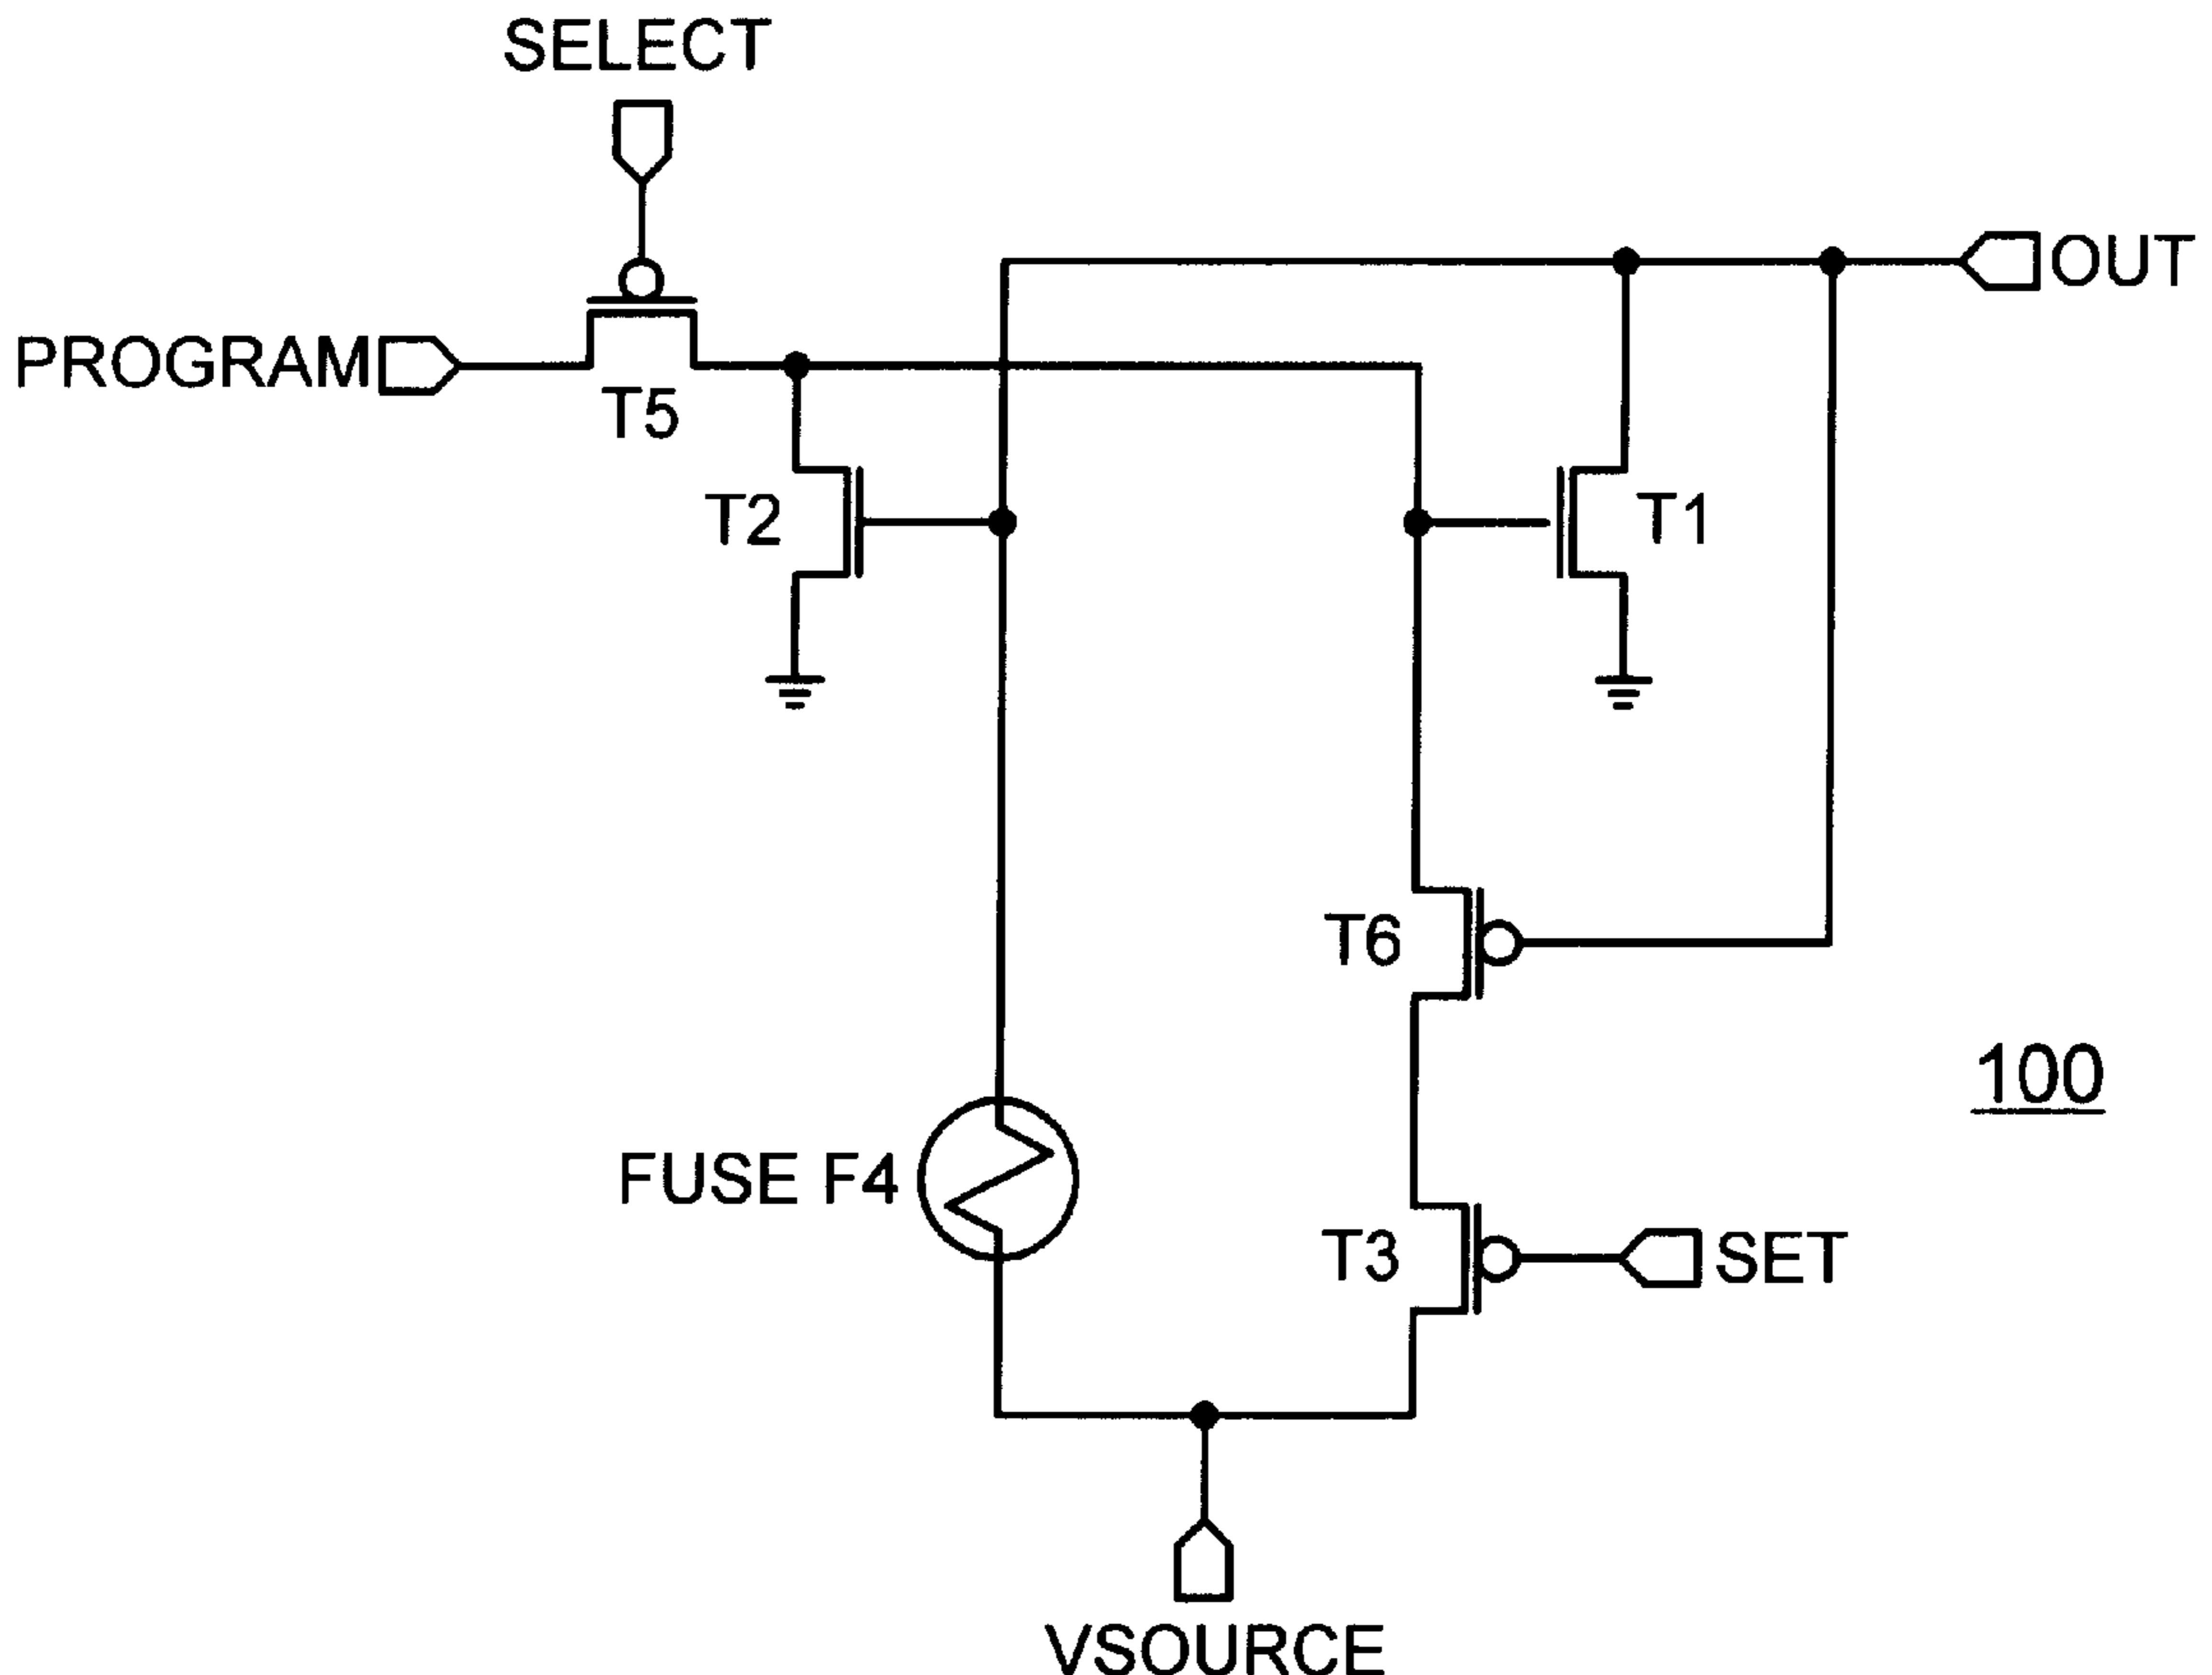 SELECT
OUT
PROGRAM
T5
T2
T1
T6
100
FUSE F4
T3
SET
VSOURCE